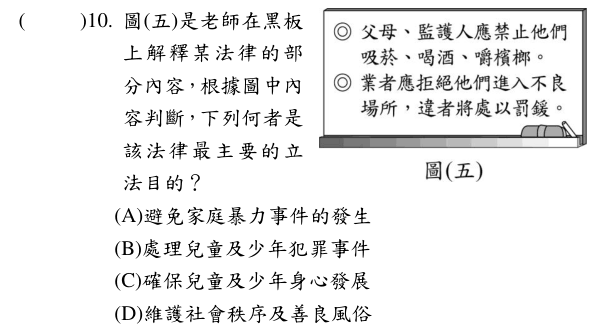 (　　)10. 圖(五)是老師在黑板
上解釋某法律的部
分內容，根據圖中內
容判斷，下列何者是
該法律最主要的立
法目的？
(A)避免家庭暴力事件的發生
(B)處理兒童及少年犯罪事件
(C)確保兒童及少年身心發展
(D)維護社會秩序及善良風俗
◎ 父母、監護人應禁止他們
吸菸、喝酒、嚼檳榔。
◎ 業者應拒絕他們進入不良
場所，違者將處以罰鍰。
圖(五)